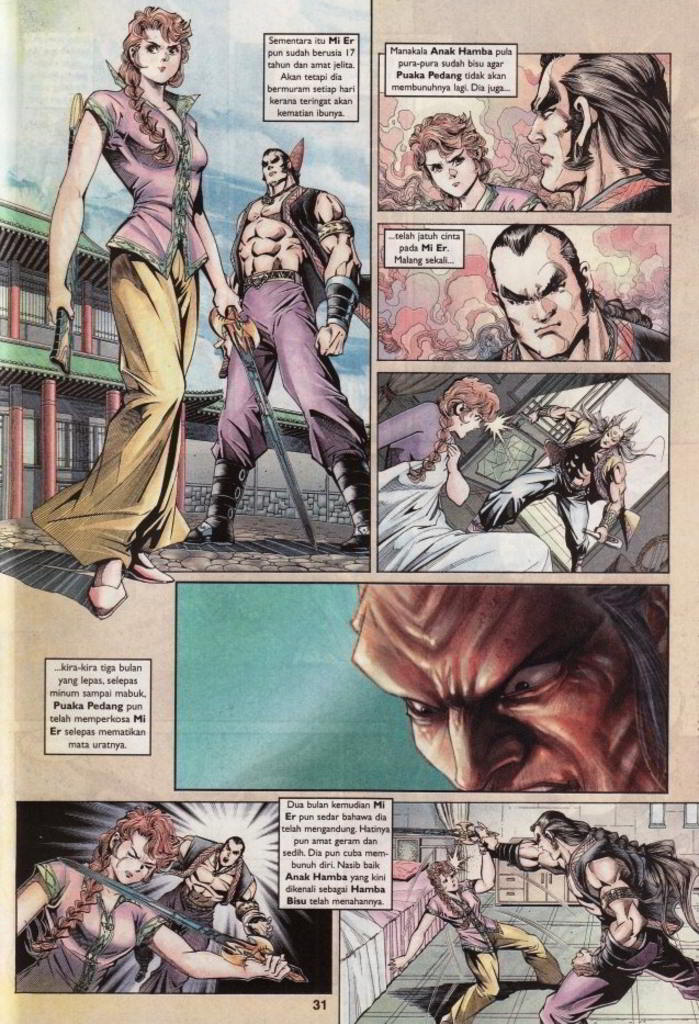 Sementara itu Mi Er
pun sudah berusia 17
tahun dan amat jelita.
Akan tetapi dia
bermuram setiap hari
kerana teringat akan
kematian ibunya.
Manakala Anak Hamba pula
pura-pura sudah bisu agar
Puaka Pedang tidak akan
membunuhnya lagi. Dia juga...
...telah jatuh cinta
pada Mi Er.
Malang sekali...
...kira-kira tiga bulan
yang lepas, selepas
minum sampai mabuk,
Puaka Pedang pun
telah memperkosa Mi
Er selepas mematikan
mata uratnya.
Dua bulan kemudian Mi
Er pun sedar bahawa dia
telah mengandung. Hatinya
pun amat geram dan
sedih. Dia pun cuba mem-
bunuh diri. Nasib baik
Anak Hamba yang kini
dikenali sebagai Hamba
Bisu telah menahannya.
31